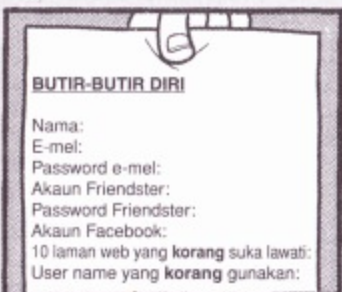 BUTIR-BUTIR DIRI
Nama:
E-mel:
Password e-mel:
Akaun Friendster:
Password Friendster:
Akaun Facebook:
10 laman web yang korang suka lawati:
User name yang korang gunakan: